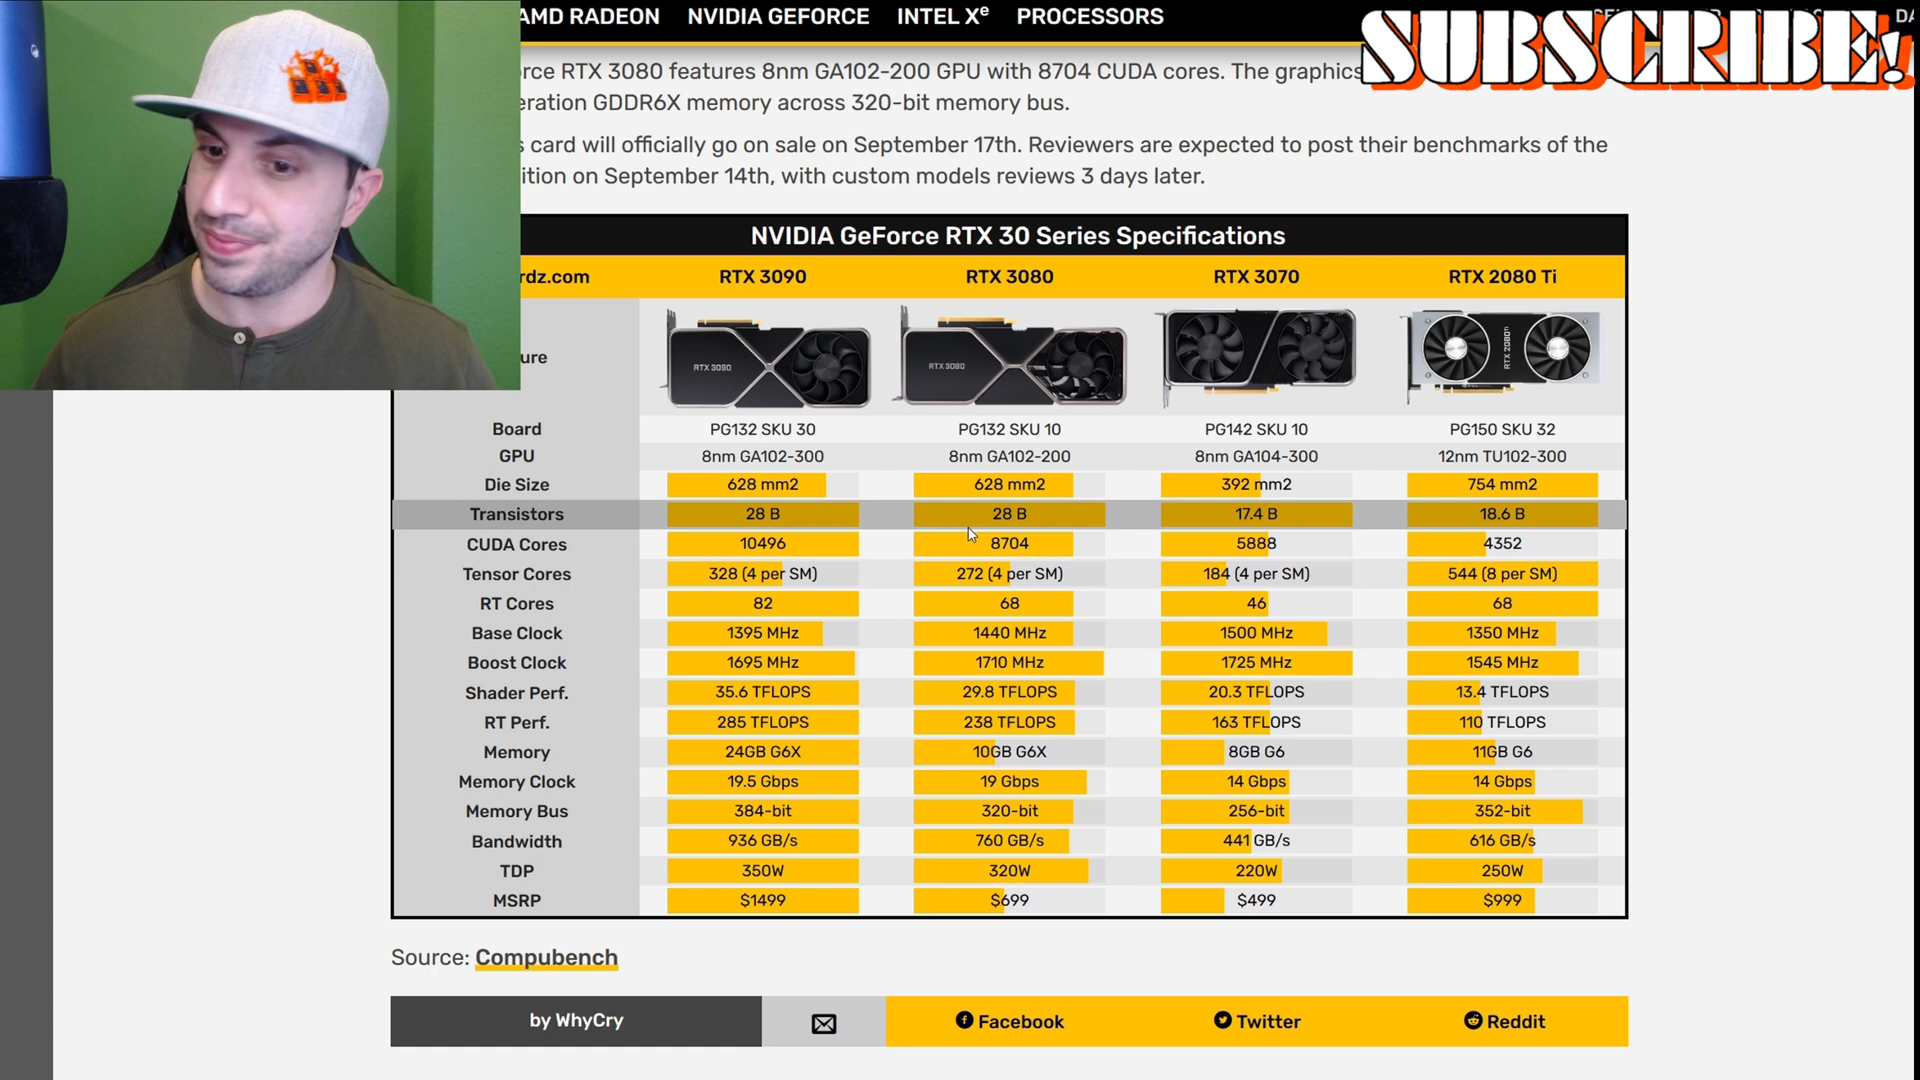 AMD RADEON NVIDIA GEFORCE INTEL Xe PROCESSORS
SUBSCRIBE!
rce RTX 3080 features 8nm GA102-200 GPU with 8704 CUDA cores. The graphics
eration GDDR6X memory across 320-bit memory bus.
s card will officially go on sale on September 17th. Reviewers are expected to post their benchmarks of the
ition on September 14th, with custom models reviews 3 days later.
NVIDIA GeForce RTX 30 Series Specifications
rdz.com RTX 3090 RTX 3080 RTX 3070 RTX 2080 Ti
ure RTX 3090 RTX 3080 RTX 2080Ti
Board PG132 SKU 30 PG132 SKU 10 PG142 SKU 10 PG150 SKU 32
GPU 8nm GA102-300 8nm GA102-200 8nm GA104-300 12nm TU102-300
Die Size 628 mm2 628 mm2 392 mm2 754 mm2
Transistors 28 B 28 B 17.4 B 18.6 B
CUDA Cores 10496 8704 5888 4352
Tensor Cores 328 (4 per SM) 272 (4 per SM) 184 (4 per SM) 544 (8 per SM)
RT Cores 82 68 46 68
Base Clock 1395 MHz 1440 MHz 1500 MHz 1350 MHz
Boost Clock 1695 MHz 1710 MHz 1725 MHz 1545 MHz
Shader Perf. 35.6 TFLOPS 29.8 TFLOPS 20.3 TFLOPS 13.4 TFLOPS
RT Perf. 285 TFLOPS 238 TFLOPS 163 TFLOPS 110 TFLOPS
Memory 24GB G6X 10GB G6X 8GB G6 11GB G6
Memory Clock 19.5 Gbps 19 Gbps 14 Gbps 14 Gbps
Memory Bus 384-bit 320-bit 256-bit 352-bit
Bandwidth 936 GB/s 760 GB/s 441 GB/s 616 GB/s
TDP 350W 320W 220W 250W
MSRP $1499 $699 $499 $999
Source: Compubench
by WhyCry Facebook Twitter Reddit